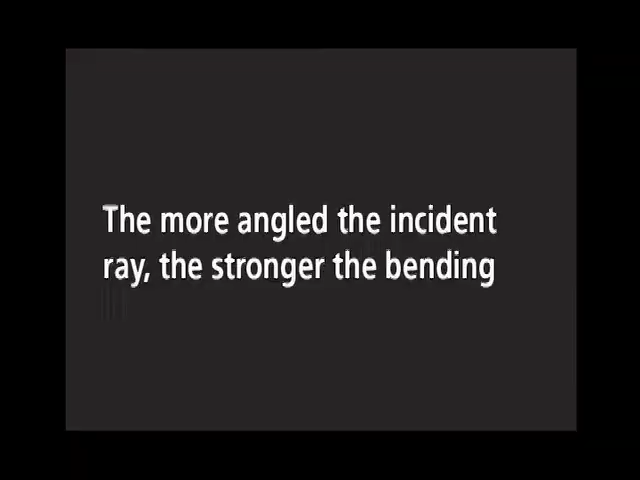 The more angled the incident
ray, the stronger the bending